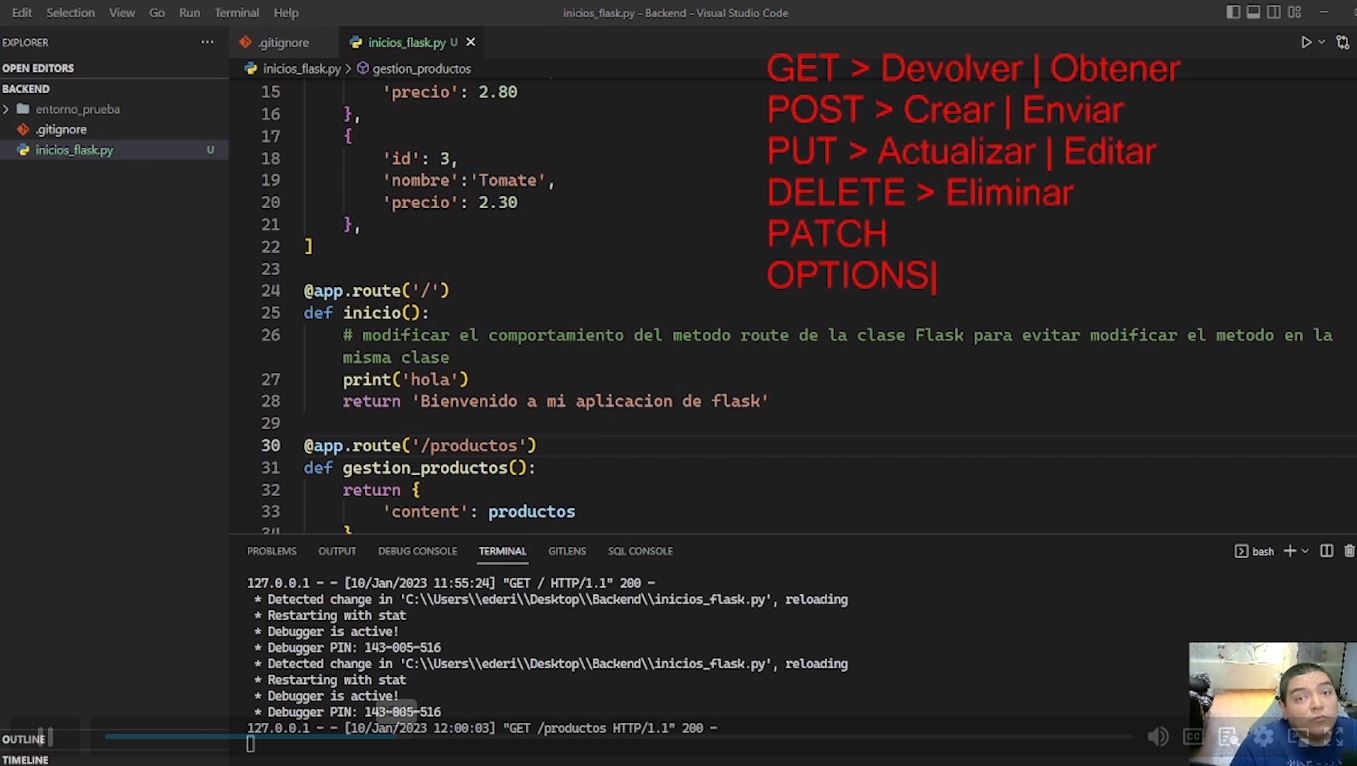 Edit Selection View Go Run Terminal Help
inicios_flask.py - Backend - Visual Studio Code
EXPLORER
OPEN EDITORS
BACKEND
entorno_prueba
.gitignore
inicios_flask.py U
.gitignore
inicios_flask.py U
inicios_flask.py > gestion_productos
15 'precio': 2.80
16 },
17 {
18 'id': 3,
19 'nombre':'Tomate',
20 'precio': 2.30
21 },
22 ]
23
24 @app.route('/')
25 def inicio():
26 # modificar el comportamiento del metodo route de la clase Flask para evitar modificar el metodo en la
misma clase
27 print('hola')
28 return 'Bienvenido a mi aplicacion de flask'
29
30 @app.route('/productos')
31 def gestion_productos():
32 return {
33 'content': productos
34 }
GET > Devolver | Obtener
POST > Crear | Enviar
PUT > Actualizar | Editar
DELETE > Eliminar
PATCH
OPTIONS|
PROBLEMS OUTPUT DEBUG CONSOLE TERMINAL GITLENS SQL CONSOLE
bash
127.0.0.1 - - [10/Jan/2023 11:55:24] "GET / HTTP/1.1" 200 -
* Detected change in 'C:\\Users\\ederi\\Desktop\\Backend\\inicios_flask.py', reloading
* Restarting with stat
* Debugger is active!
* Debugger PIN: 143-005-516
* Detected change in 'C:\\Users\\ederi\\Desktop\\Backend\\inicios_flask.py', reloading
* Restarting with stat
* Debugger is active!
* Debugger PIN: 143-005-516
127.0.0.1 - - [10/Jan/2023 12:00:03] "GET /productos HTTP/1.1" 200 -
OUTLINE
TIMELINE
CC